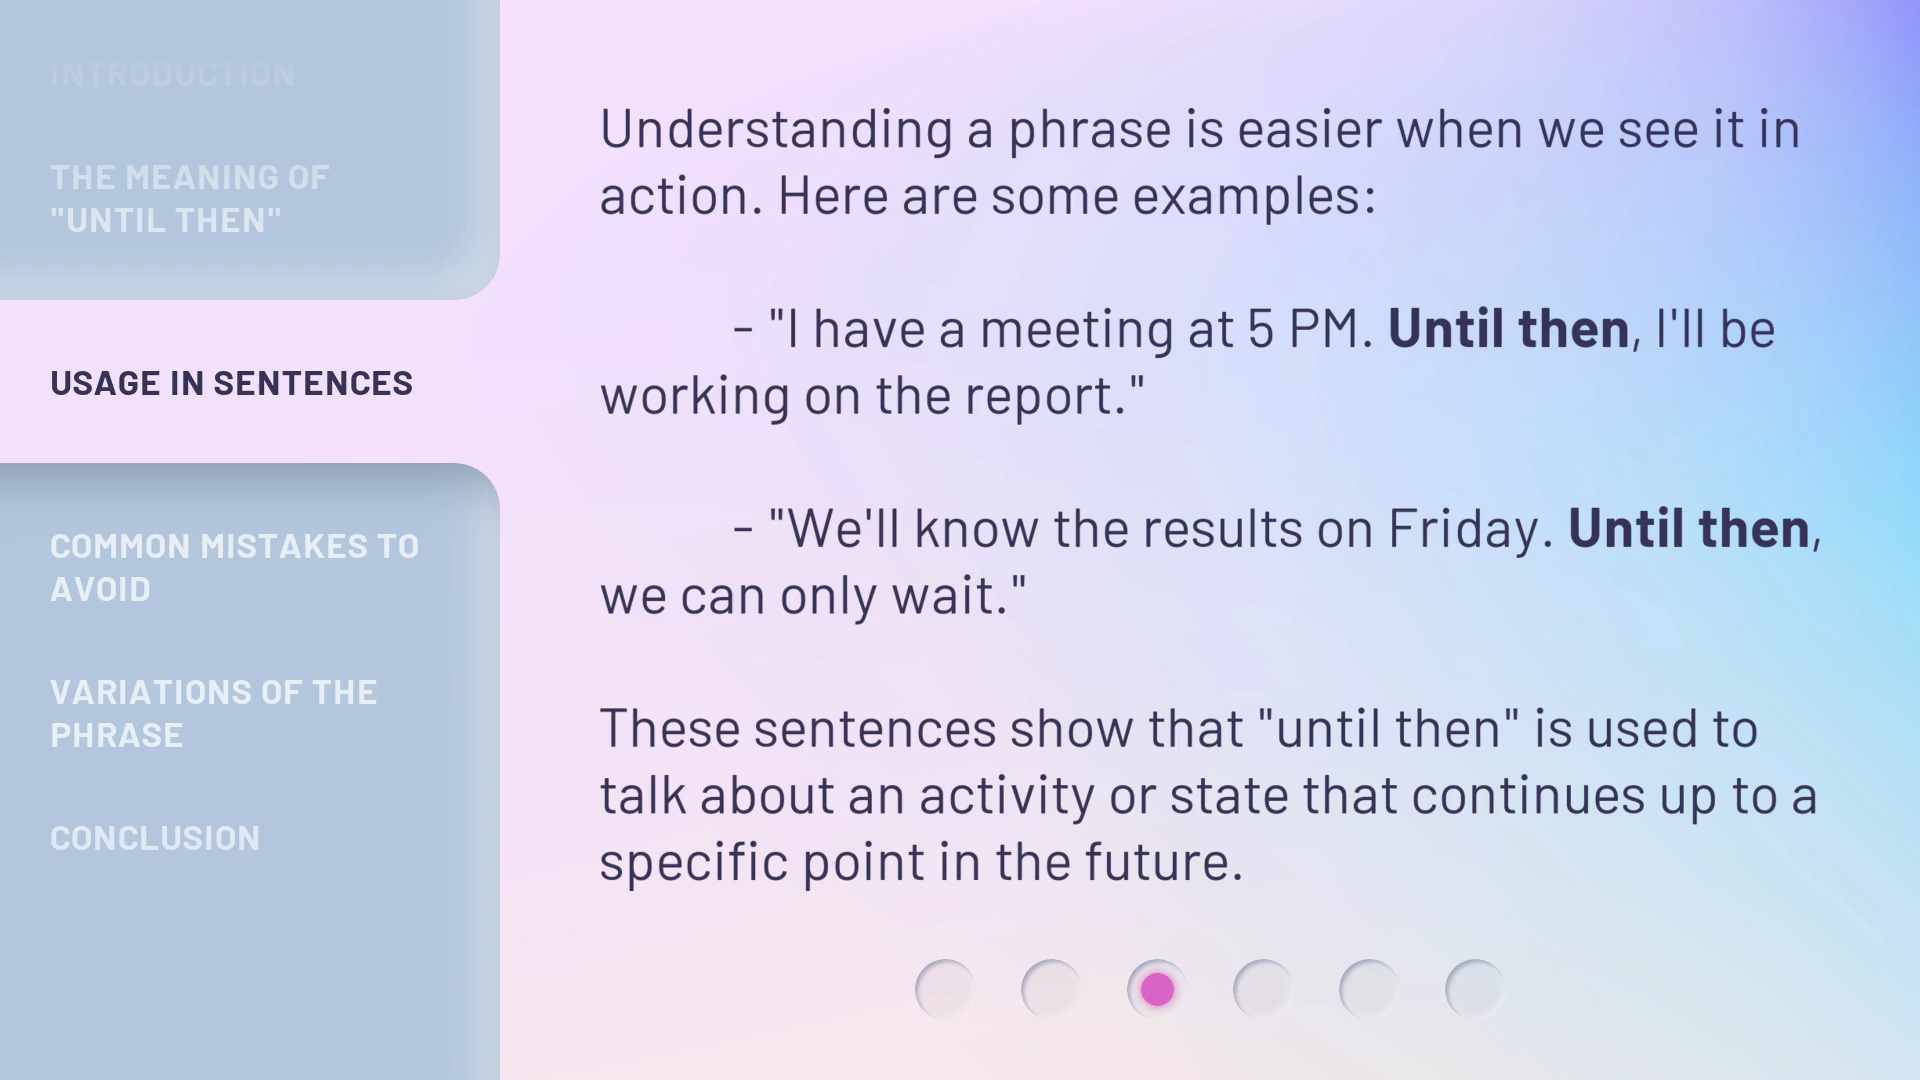 INTRODUCTION
THE MEANING OF
"UNTIL THEN"
USAGE IN SENTENCES
COMMON MISTAKES TO
AVOID
VARIATIONS OF THE
PHRASE
CONCLUSION
Understanding a phrase is easier when we see it in
action. Here are some examples:
- "I have a meeting at 5 PM. Until then, I'll be
working on the report."
- "We'll know the results on Friday. Until then,
we can only wait."
These sentences show that "until then" is used to
talk about an activity or state that continues up to a
specific point in the future.